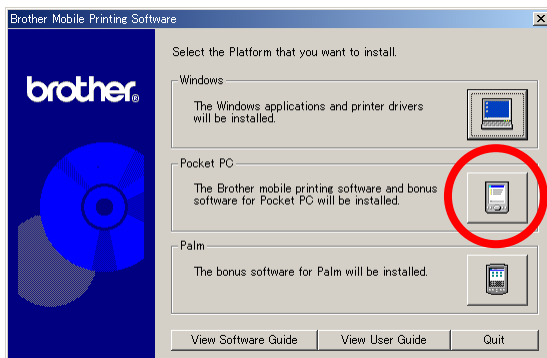 Brother Mobile Printing Software
Select the Platform that you want to install.
brother®
Windows
The Windows applications and printer drivers
will be installed.
Pocket PC
The Brother mobile printing software and bonus
software for Pocket PC will be installed.
Palm
The bonus software for Palm will be installed.
View Software Guide
View User Guide
Quit